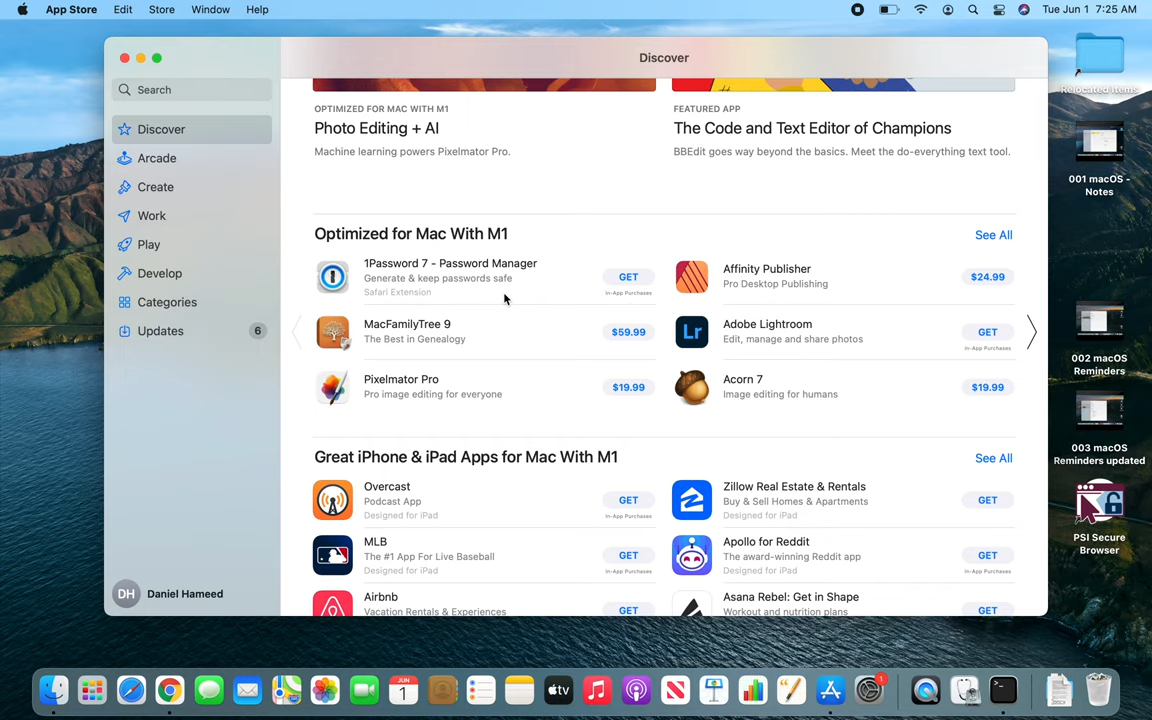 App Store Edit Store Window Help
Tue Jun 1 7:25 AM
Discover
Search
Discover
Arcade
Create
Work
Play
Develop
Categories
Updates 6
DH Daniel Hameed
OPTIMIZED FOR MAC WITH M1
Photo Editing + AI
Machine learning powers Pixelmator Pro.
FEATURED APP
The Code and Text Editor of Champions
BBEdit goes way beyond the basics. Meet the do-everything text tool.
Optimized for Mac With M1
See All
1Password 7 - Password Manager
Generate & keep passwords safe
Safari Extension
GET
In-App Purchases
Affinity Publisher
Pro Desktop Publishing
$24.99
MacFamilyTree 9
The Best in Genealogy
$59.99
Lr
Adobe Lightroom
Edit, manage and share photos
GET
In-App Purchases
Pixelmator Pro
Pro image editing for everyone
$19.99
Acorn 7
Image editing for humans
$19.99
Great iPhone & iPad Apps for Mac With M1
See All
Overcast
Podcast App
Designed for iPad
GET
In-App Purchases
Zillow Real Estate & Rentals
Buy & Sell Homes & Apartments
Designed for iPad
GET
MLB
The #1 App For Live Baseball
Designed for iPad
GET
In-App Purchases
Apollo for Reddit
The award-winning Reddit app
Designed for iPad
GET
In-App Purchases
Airbnb
Vacation Rentals & Experiences
GET
Asana Rebel: Get in Shape
Workout and nutrition plans
GET
Relocated Items
001 macOS -
Notes
002 macOS
Reminders
003 macOS
Reminders updated
PSI Secure
Browser
JUN
1
tv
1